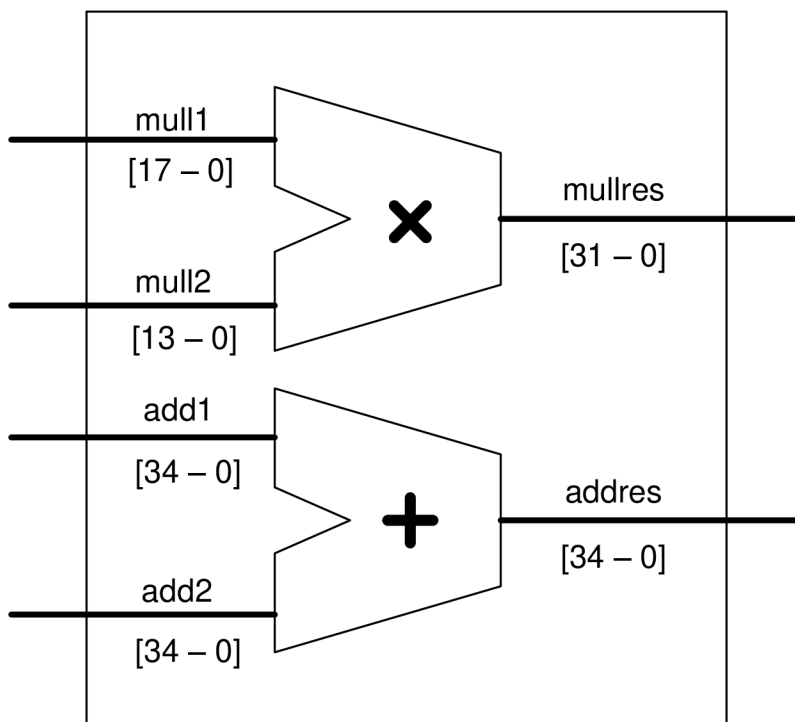 mull1
[17 – 0]
×
mullres
[31 – 0]
mull2
[13 – 0]
add1
[34 – 0]
+
addres
[34 – 0]
add2
[34 – 0]